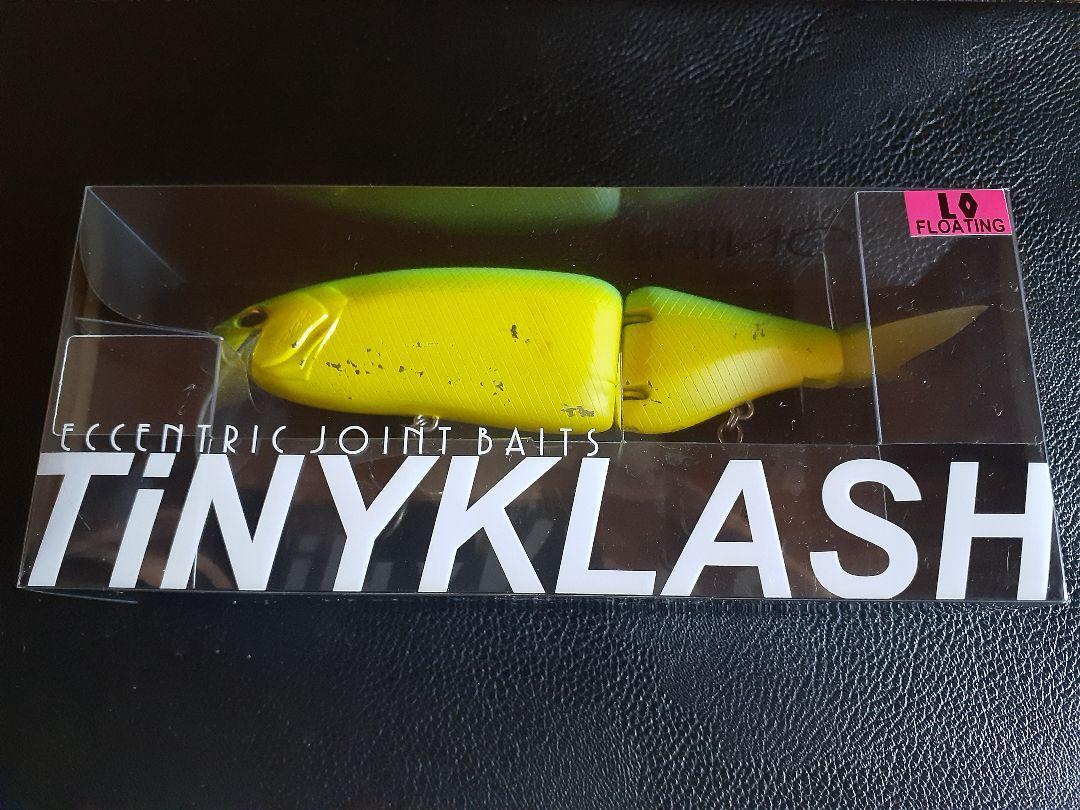 LO
FLOATING
ECCENTRIC JOINT BAITS
TiNYKLASH